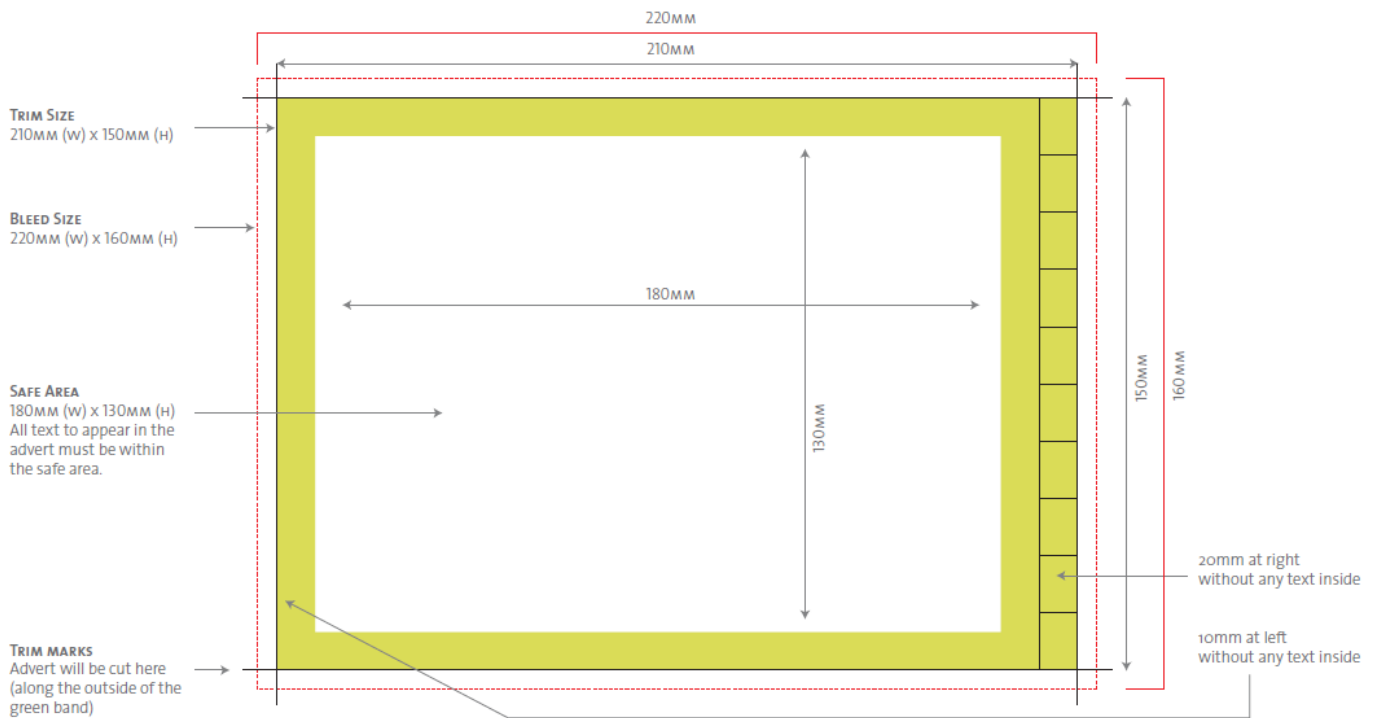 220MM
210MM
TRIM SIZE
210MM (W) X 150MM (H)
BLEED SIZE
220MM (W) X 160MM (H)
180MM
SAFE AREA
180MM (W) X 130MM (H)
All text to appear in the
advert must be within
the safe area.
130MM
150MM
160MM
20mm at right
without any text inside
10mm at left
without any text inside
TRIM MARKS
Advert will be cut here
(along the outside of the
green band)